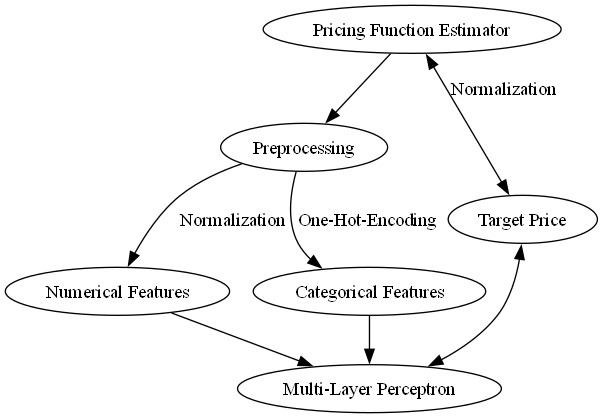 Pricing Function Estimator
Normalization
Preprocessing
Normalization
One-Hot-Encoding
Target Price
Numerical Features
Categorical Features
Multi-Layer Perceptron